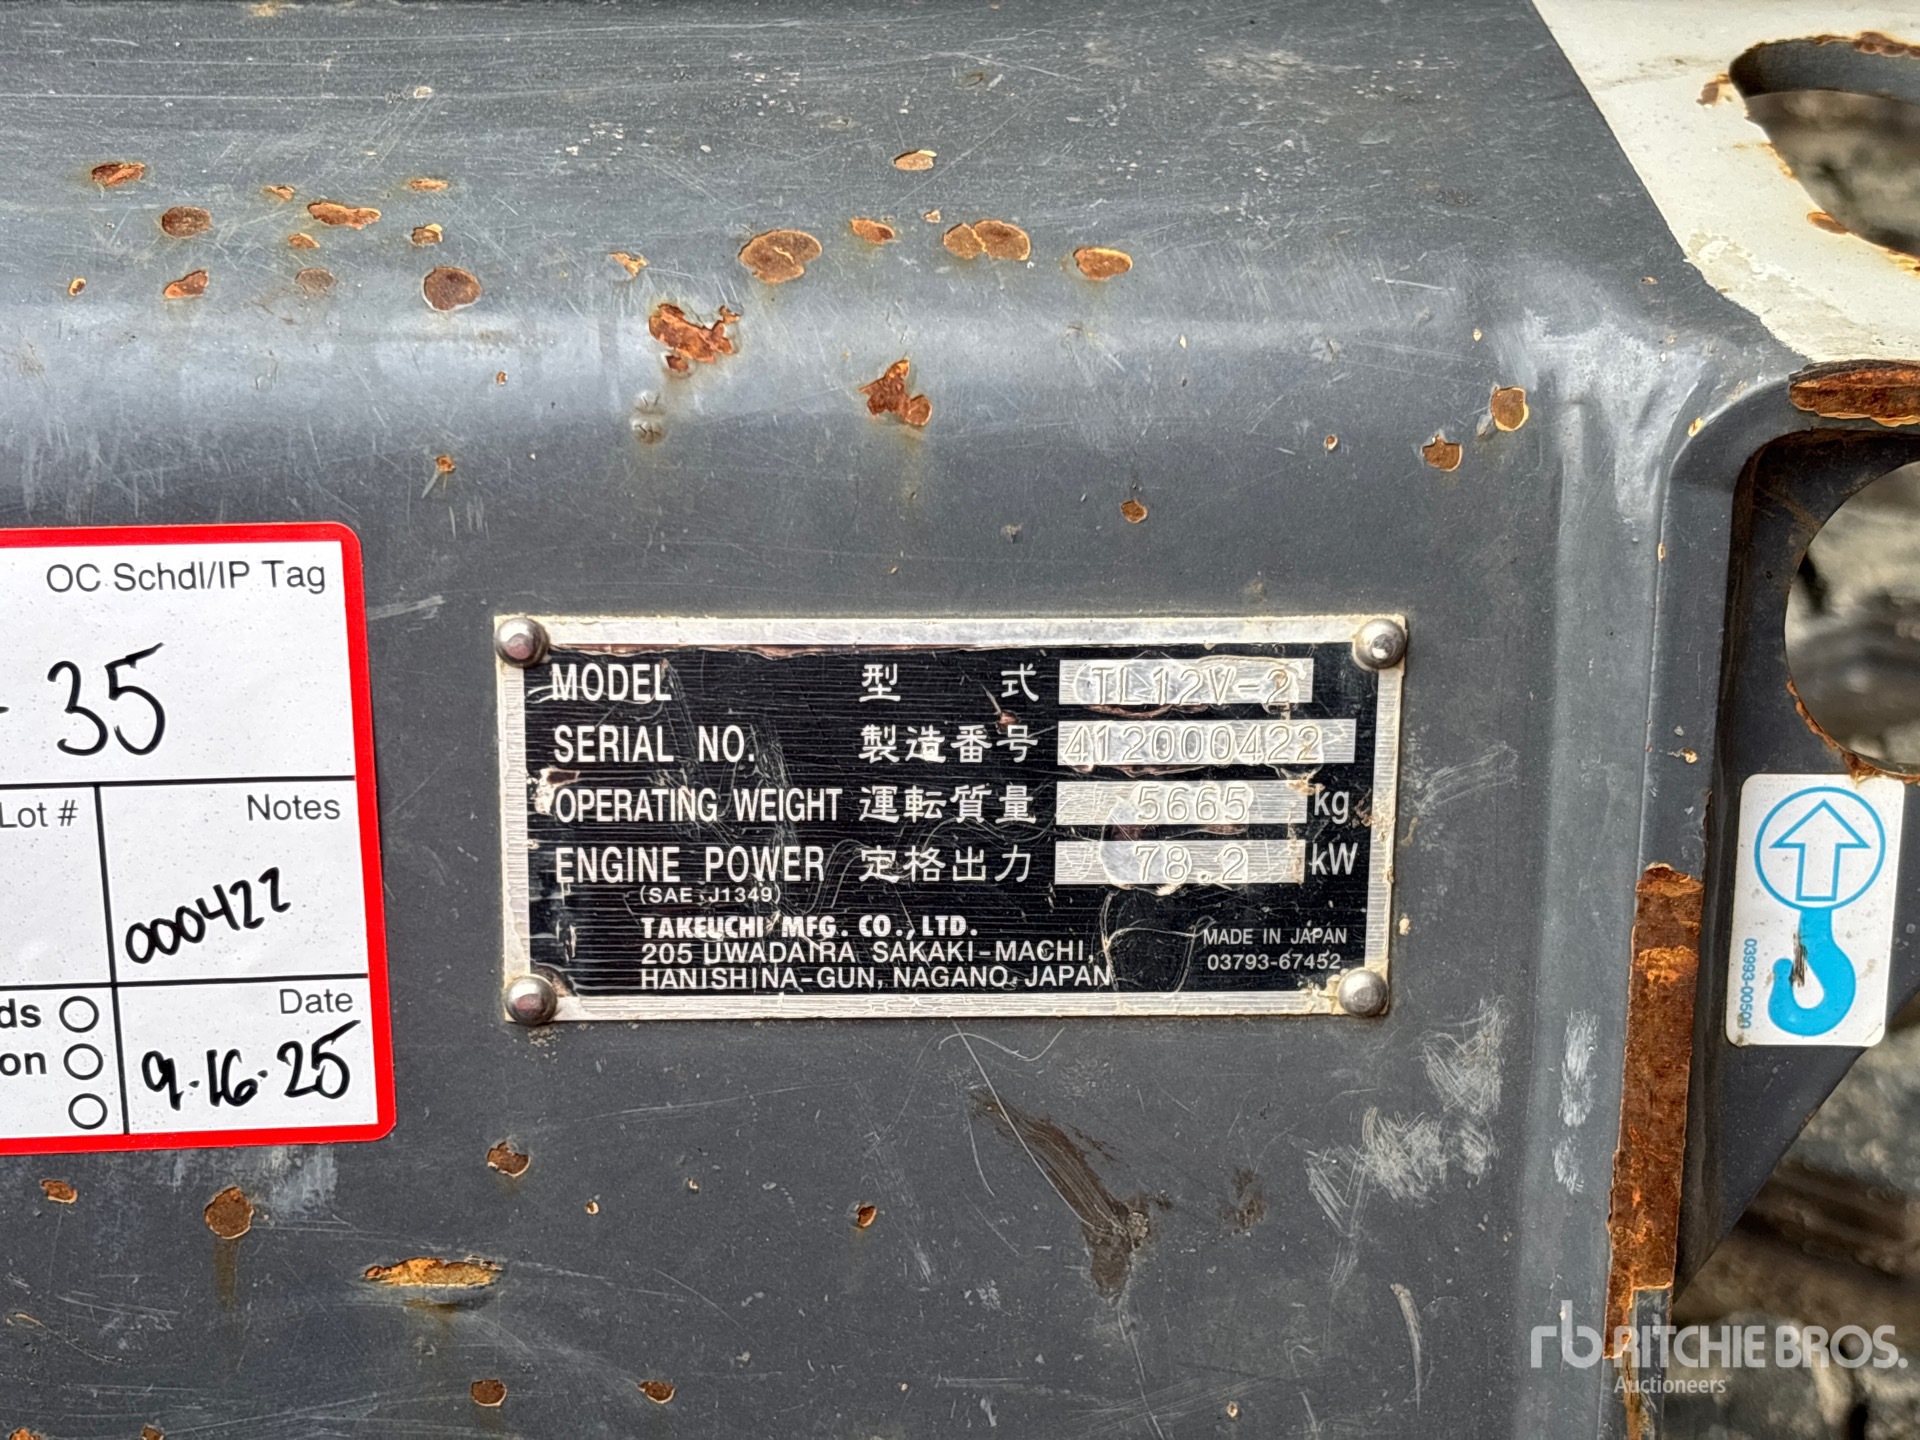 OC Schdl/IP Tag
- 35
Lot #
Notes
000422
ds
on
Date
9.16.25
MODEL 型 式 TL12V-2
SERIAL NO. 製造番号 412000422
OPERATING WEIGHT 運転質量 5665 kg
ENGINE POWER 定格出力 78.2 kW
(SAE J1349)
TAKEUCHI MFG. CO., LTD.
205 UWADAIRA SAKAKI-MACHI,
HANISHINA-GUN, NAGANO, JAPAN
MADE IN JAPAN
03793-67452
03993-00500
rb RITCHIE BROS.
Auctioneers